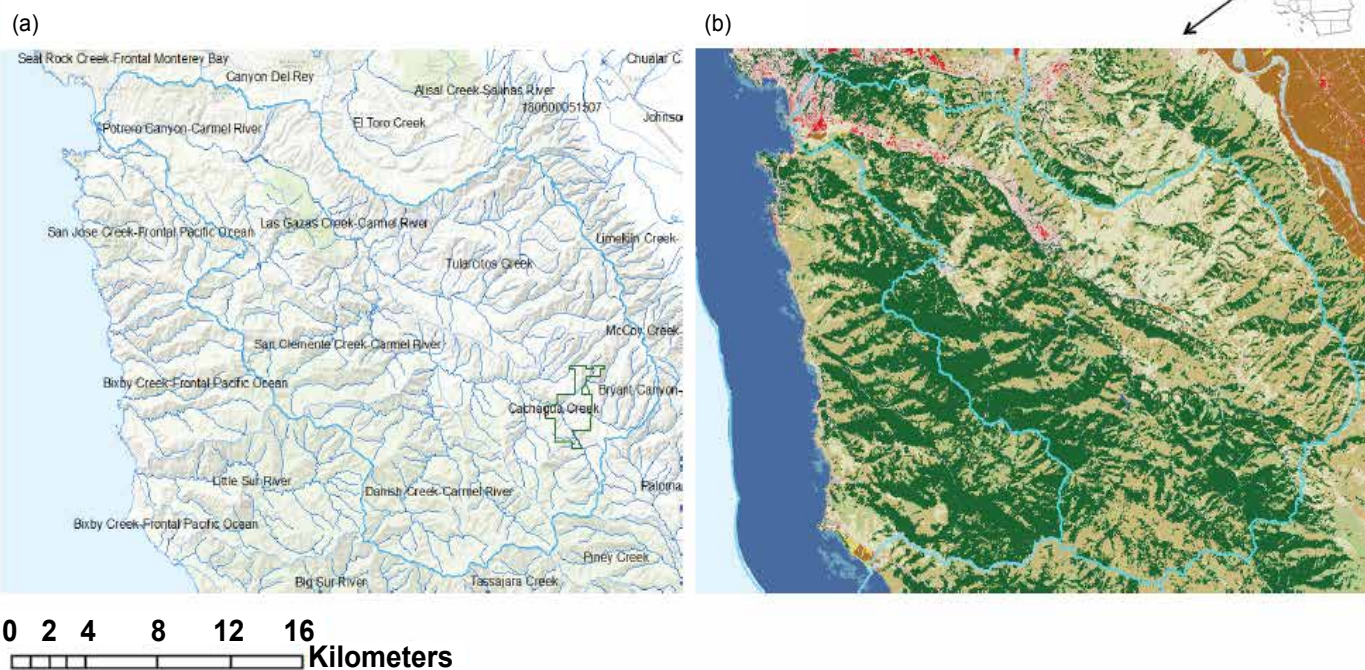 (a)
(b)
Seal Rock Creek-Frontal Monterey Bay
Chualar C
Canyon Del Rey
Alisal Creek-Salinas River
180600051507
El Toro Creek
Johnso
Potrero Canyon-Carmel River
Las Gazas Creek-Carmel River
San Jose Creek-Frontal Pacific Ocean
Limekiln Creek-
Tularcitos Creek
McCoy Creek-
San Clemente Creek-Carmel River
Bixby Creek-Frontal Pacific Ocean
Bryant Canyon-
Cachagua Creek
Little Sur River
Danish Creek-Carmel River
Paloma
Bixby Creek-Frontal Pacific Ocean
Piney Creek
Big Sur River
Tassajara Creek
0 2 4 8 12 16
Kilometers